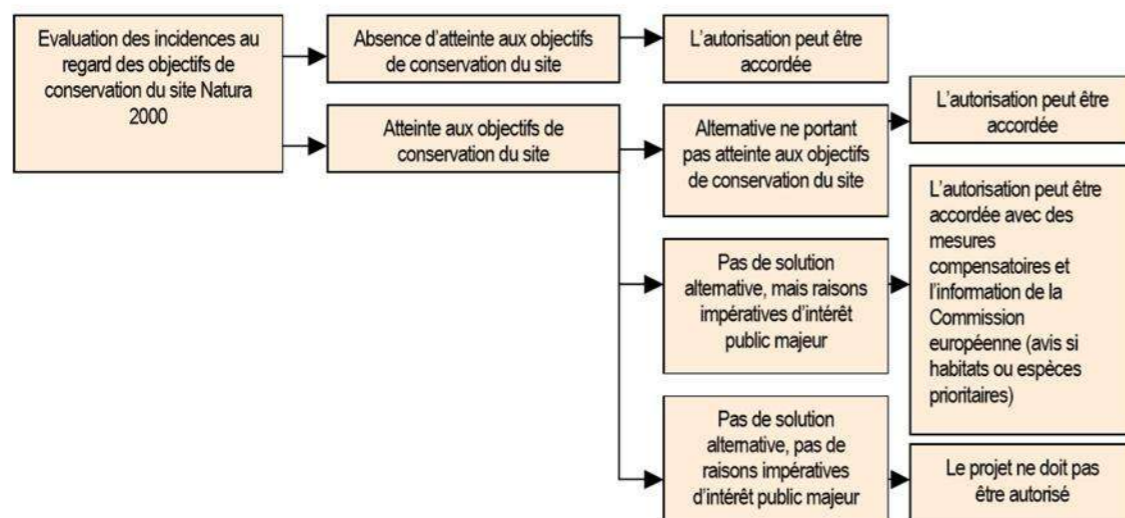 Evaluation des incidences au
regard des objectifs de
conservation du site Natura
2000
Absence d'atteinte aux objectifs
de conservation du site
L'autorisation peut être
accordée
Atteinte aux objectifs de
conservation du site
Alternative ne portant
pas atteinte aux objectifs
de conservation du site
L'autorisation peut être
accordée
Pas de solution
alternative, mais raisons
impératives d'intérêt
public majeur
L'autorisation peut être
accordée avec des
mesures
compensatoires et
l'information de la
Commission
européenne (avis si
habitats ou espèces
prioritaires)
Pas de solution
alternative, pas de
raisons impératives
d'intérêt public majeur
Le projet ne doit pas
être autorisé